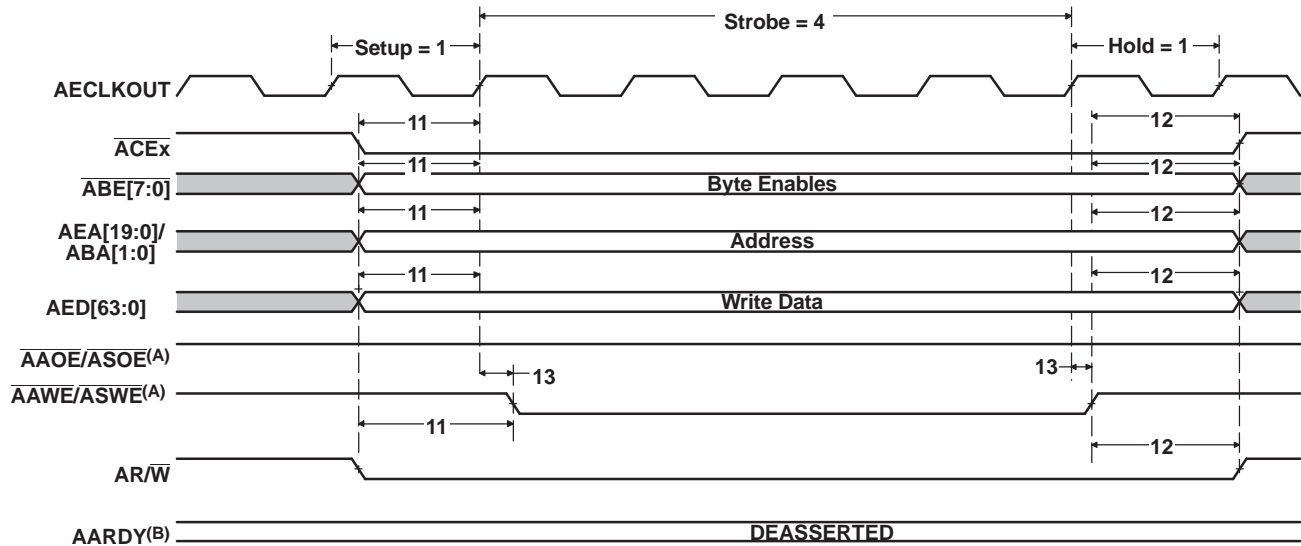 Strobe = 4
Setup = 1
Hold = 1
AECLKOUT
11
12
ACEx
11
12
ABE[7:0]
Byte Enables
11
12
AEA[19:0]/
ABA[1:0]
Address
11
12
AED[63:0]
Write Data
AAOE/ASOE(A)
13
13
AAWE/ASWE(A)
11
12
AR/W
AARDY(B)
DEASSERTED